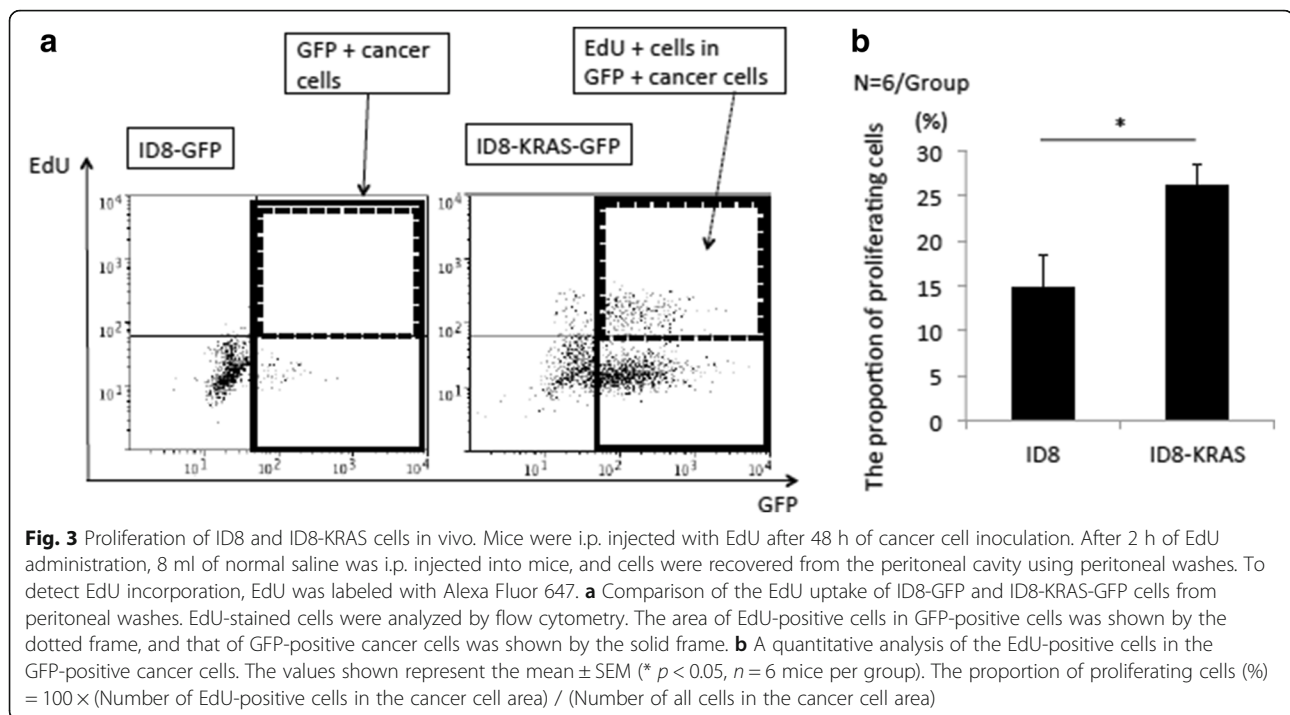 a
GFP + cancer
cells
EdU + cells in
GFP + cancer cells
ID8-GFP
ID8-KRAS-GFP
EdU
10⁴
10³
10²
10¹
10¹
10²
10³
10⁴
10⁴
10³
10²
10¹
10¹
10²
10³
10⁴
GFP
b
N=6/Group
(%)
*
The proportion of proliferating cells
30
25
20
15
10
5
0
ID8
ID8-KRAS
Fig. 3 Proliferation of ID8 and ID8-KRAS cells in vivo. Mice were i.p. injected with EdU after 48 h of cancer cell inoculation. After 2 h of EdU
administration, 8 ml of normal saline was i.p. injected into mice, and cells were recovered from the peritoneal cavity using peritoneal washes. To
detect EdU incorporation, EdU was labeled with Alexa Fluor 647. a Comparison of the EdU uptake of ID8-GFP and ID8-KRAS-GFP cells from
peritoneal washes. EdU-stained cells were analyzed by flow cytometry. The area of EdU-positive cells in GFP-positive cells was shown by the
dotted frame, and that of GFP-positive cancer cells was shown by the solid frame. b A quantitative analysis of the EdU-positive cells in the
GFP-positive cancer cells. The values shown represent the mean ± SEM (* p < 0.05, n = 6 mice per group). The proportion of proliferating cells (%)
= 100 × (Number of EdU-positive cells in the cancer cell area) / (Number of all cells in the cancer cell area)